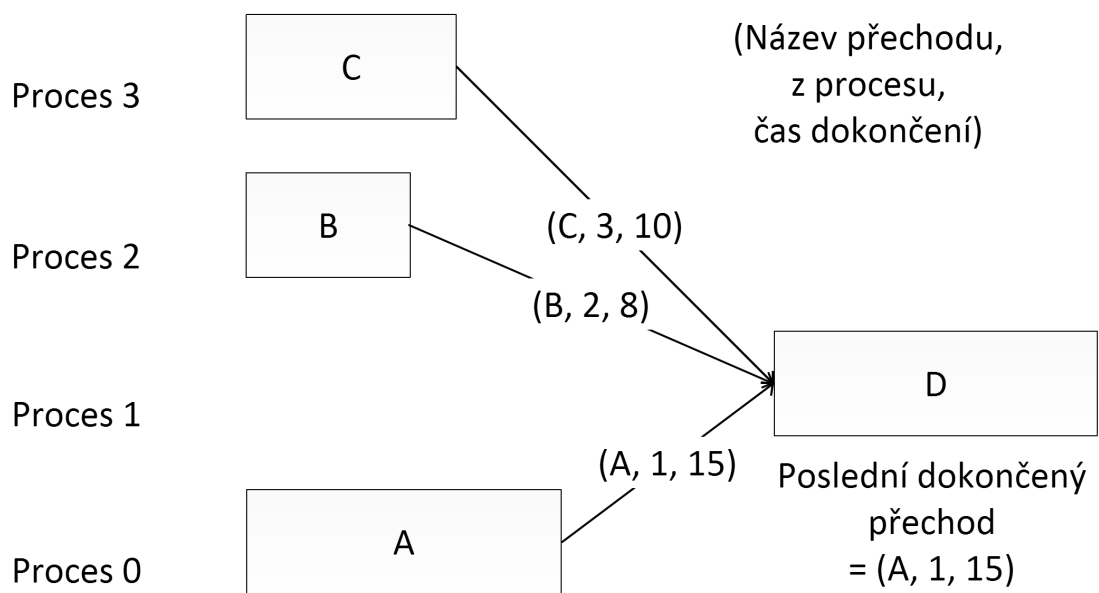 (Název přechodu,
z procesu,
čas dokončení)
Proces 3
C
(C, 3, 10)
Proces 2
B
(B, 2, 8)
Proces 1
D
(A, 1, 15)
Poslední dokončený
přechod
= (A, 1, 15)
Proces 0
A